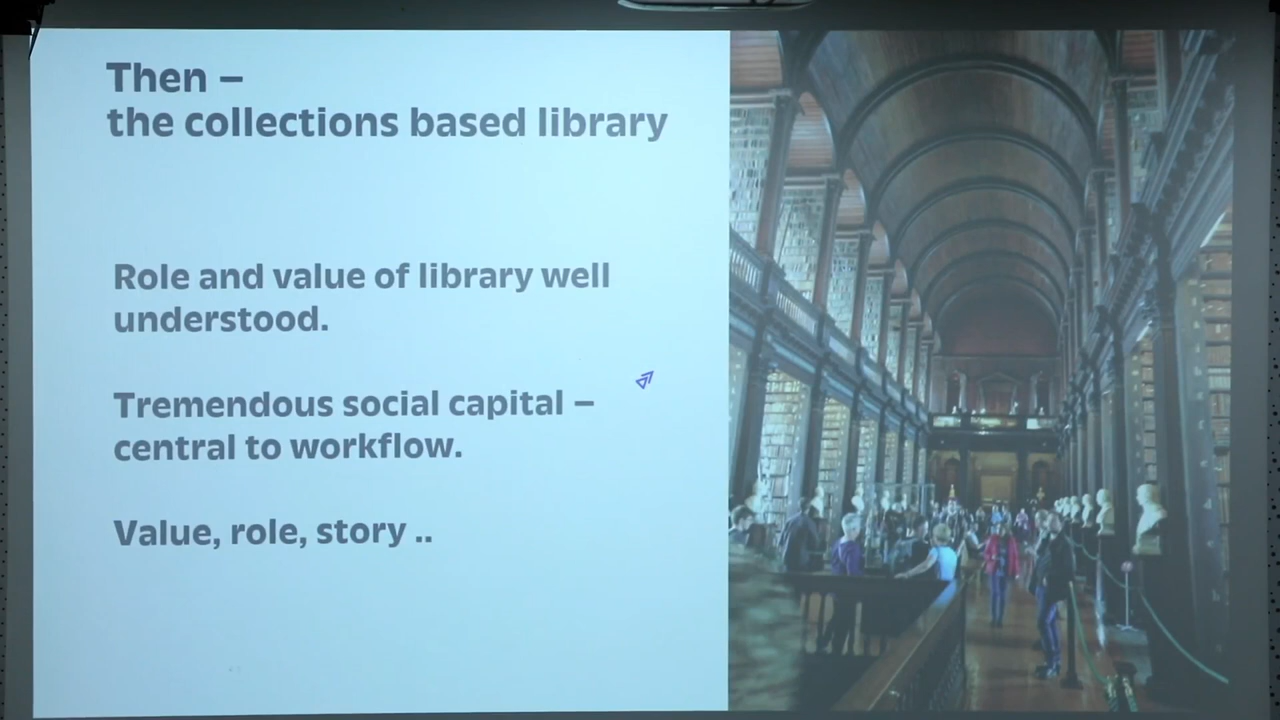 Then –
the collections based library
Role and value of library well
understood.
Tremendous social capital –
central to workflow.
Value, role, story ..